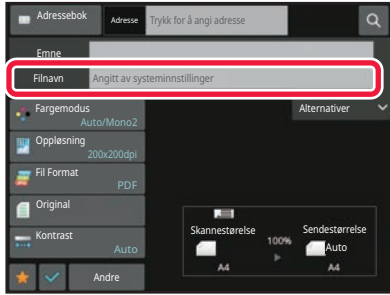 Adressebok
Adresse
Trykk for å angi adresse
Emne
Filnavn
Angitt av systeminnstillinger
Fargemodus
Auto/Mono2
Alternativer
Oppløsning
200x200dpi
Fil Format
PDF
Original
Kontrast
Auto
Skannestørelse
100%
Sendestørrelse
Auto
A4
A4
Andre